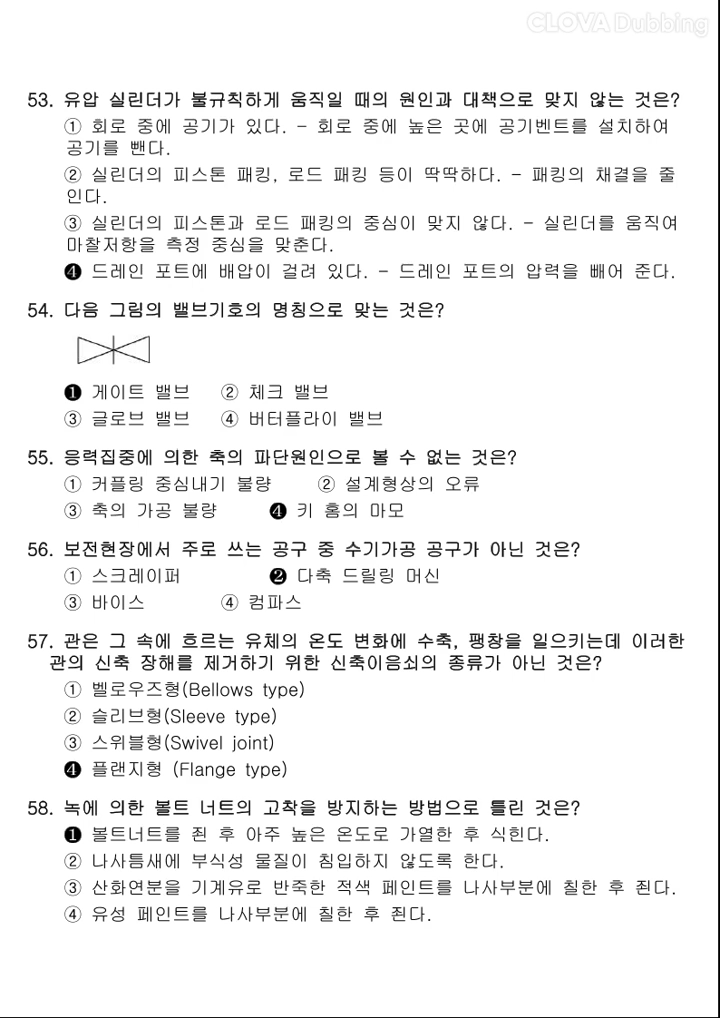 CLOVA Dubbing
53. 유압 실린더가 불규칙하게 움직일 때의 원인과 대책으로 맞지 않는 것은?
① 회로 중에 공기가 있다. - 회로 중에 높은 곳에 공기벤트를 설치하여
공기를 뺀다.
② 실린더의 피스톤 패킹, 로드 패킹 등이 딱딱하다. - 패킹의 채결을 줄
인다.
③ 실린더의 피스톤과 로드 패킹의 중심이 맞지 않다. - 실린더를 움직여
마찰저항을 측정 중심을 맞춘다.
❹ 드레인 포트에 배압이 걸려 있다. - 드레인 포트의 압력을 빼어 준다.
54. 다음 그림의 밸브기호의 명칭으로 맞는 것은?
❶ 게이트 밸브 ② 체크 밸브
③ 글로브 밸브 ④ 버터플라이 밸브
55. 응력집중에 의한 축의 파단원인으로 볼 수 없는 것은?
① 커플링 중심내기 불량 ② 설계형상의 오류
③ 축의 가공 불량 ❹ 키 홈의 마모
56. 보전현장에서 주로 쓰는 공구 중 수기가공 공구가 아닌 것은?
① 스크레이퍼 ❷ 다축 드릴링 머신
③ 바이스 ④ 컴파스
57. 관은 그 속에 흐르는 유체의 온도 변화에 수축, 팽창을 일으키는데 이러한
관의 신축 장해를 제거하기 위한 신축이음쇠의 종류가 아닌 것은?
① 벨로우즈형(Bellows type)
② 슬리브형(Sleeve type)
③ 스위블형(Swivel joint)
❹ 플랜지형 (Flange type)
58. 녹에 의한 볼트 너트의 고착을 방지하는 방법으로 틀린 것은?
❶ 볼트너트를 죈 후 아주 높은 온도로 가열한 후 식힌다.
② 나사틈새에 부식성 물질이 침입하지 않도록 한다.
③ 산화연분을 기계유로 반죽한 적색 페인트를 나사부분에 칠한 후 죈다.
④ 유성 페인트를 나사부분에 칠한 후 죈다.